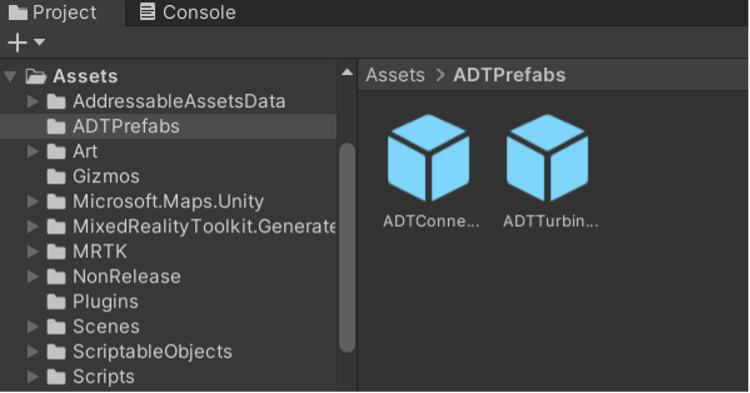 Project Console
Assets
AddressableAssetsData
ADTPrefabs
Art
Gizmos
Microsoft.Maps.Unity
MixedRealityToolkit.Generate
MRTK
NonRelease
Plugins
Scenes
ScriptableObjects
Scripts
Assets > ADTPrefabs
ADTConne... ADTTurbin...